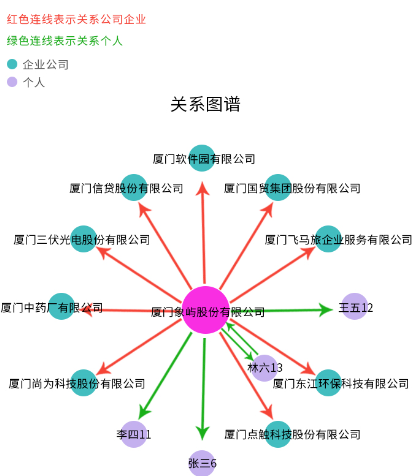 红色连线表示关系公司企业
绿色连线表示关系个人
企业公司
个人
关系图谱
厦门软件园有限公司
厦门信贷股份有限公司
厦门国贸集团股份有限公司
厦门三伏光电股份有限公司
厦门飞马旅企业服务有限公司
厦门中药厂有限公司
厦门象屿股份有限公司
王五12
林六13
厦门尚为科技股份有限公司
厦门东江环保科技有限公司
李四11
厦门点触科技股份有限公司
张三6